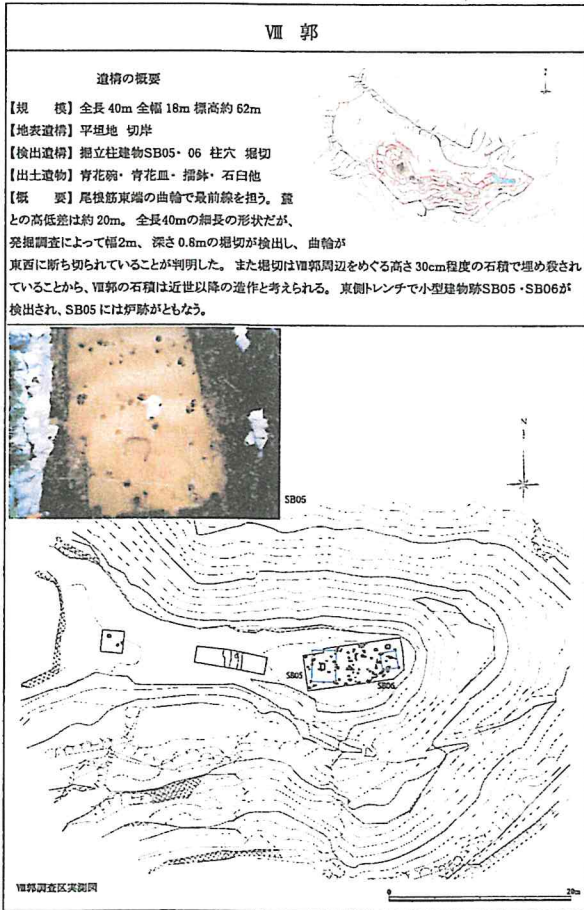 Ⅷ 郭
遺構の概要
【規　模】全長40m 全幅18m 標高約62m
【地表遺構】平坦地 切岸
【検出遺構】掘立柱建物SB05・06 柱穴 堀切
【出土遺物】青花碗・青花皿・擂鉢・石臼他
【概　要】尾根筋東端の曲輪で最前線を担う。麓
との高低差は約20m。全長40mの細長の形状だが、
発掘調査によって幅2m、深さ0.8mの堀切が検出し、曲輪が
東西に断ち切られていることが判明した。また堀切はⅧ郭周辺をめぐる高さ30cm程度の石積で埋め殺され
ていることから、Ⅷ郭の石積は近世以降の造作と考えられる。東側トレンチで小型建物跡SB05・SB06が
検出され、SB05には炉跡がともなう。
SB05
SB05
SB06
Ⅷ郭調査区実測図
0 20m